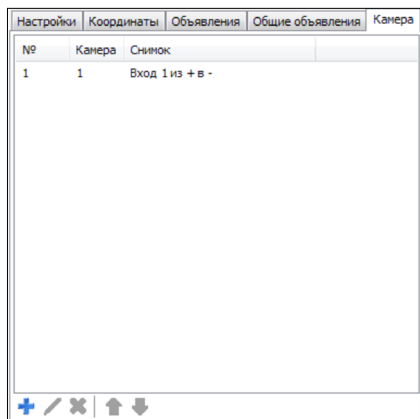 Настройки Координаты Объявления Общие объявления Камера
№ Камера Снимок
1 1 Вход 1 из + в -